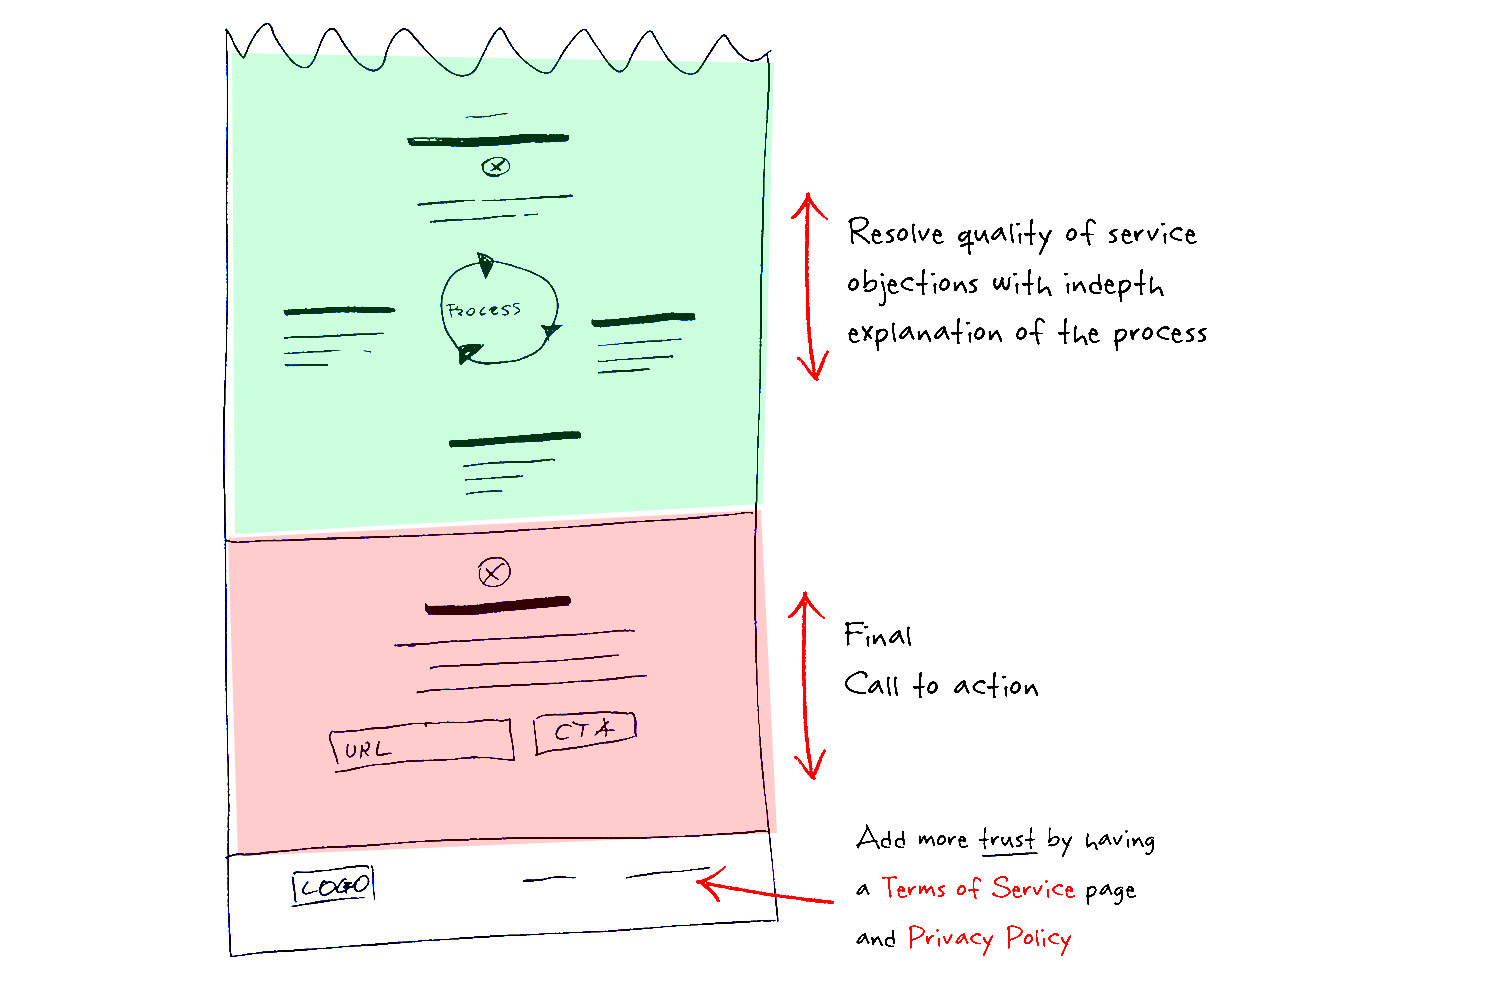 Process
Resolve quality of service
objections with indepth
explanation of the process
Final
Call to action
URL
CTA
LOGO
Add more trust by having
a Terms of Service page
and Privacy Policy